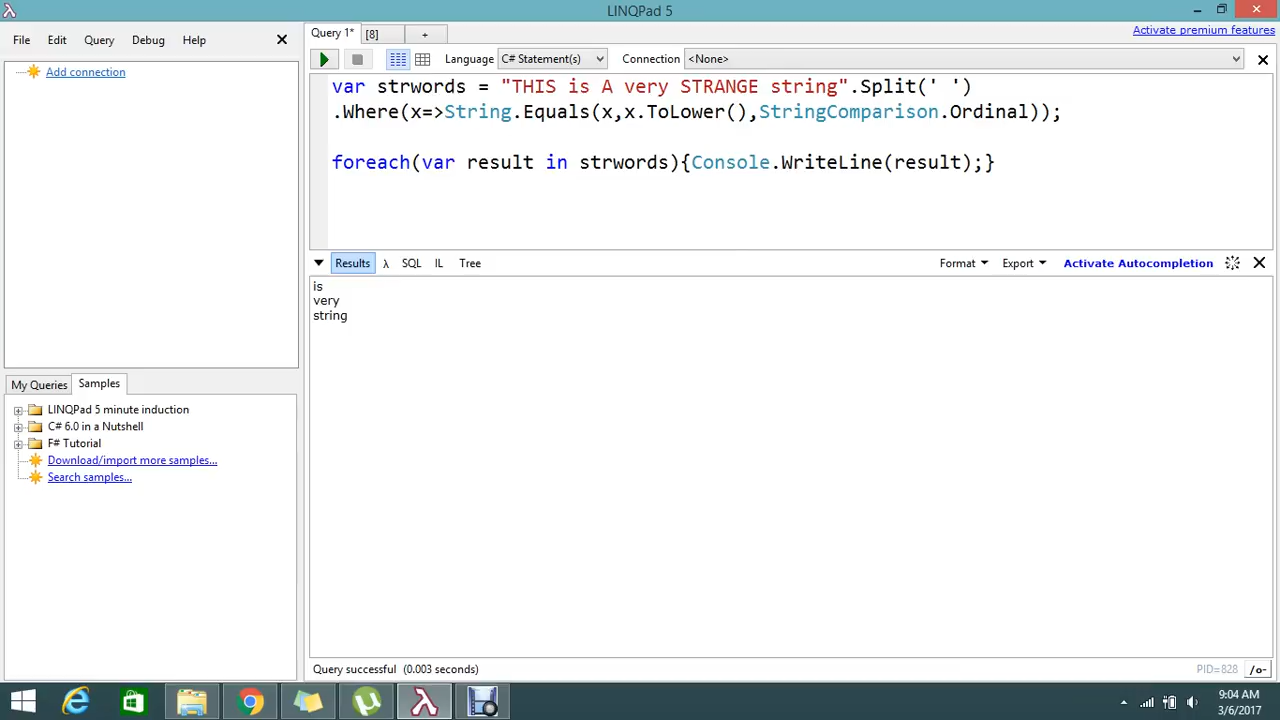 LINQPad 5
File Edit Query Debug Help
Add connection
My Queries Samples
LINQPad 5 minute induction
C# 6.0 in a Nutshell
F# Tutorial
Download/import more samples...
Search samples...
Query 1* [8] +
Activate premium features
Language C# Statement(s) Connection <None>
var strwords = "THIS is A very STRANGE string".Split(' ')
.Where(x=>String.Equals(x,x.ToLower(),StringComparison.Ordinal));
foreach(var result in strwords){Console.WriteLine(result);}
Results λ SQL IL Tree Format Export Activate Autocompletion
is
very
string
Query successful (0.003 seconds) PID=828 /o-
9:04 AM
3/6/2017